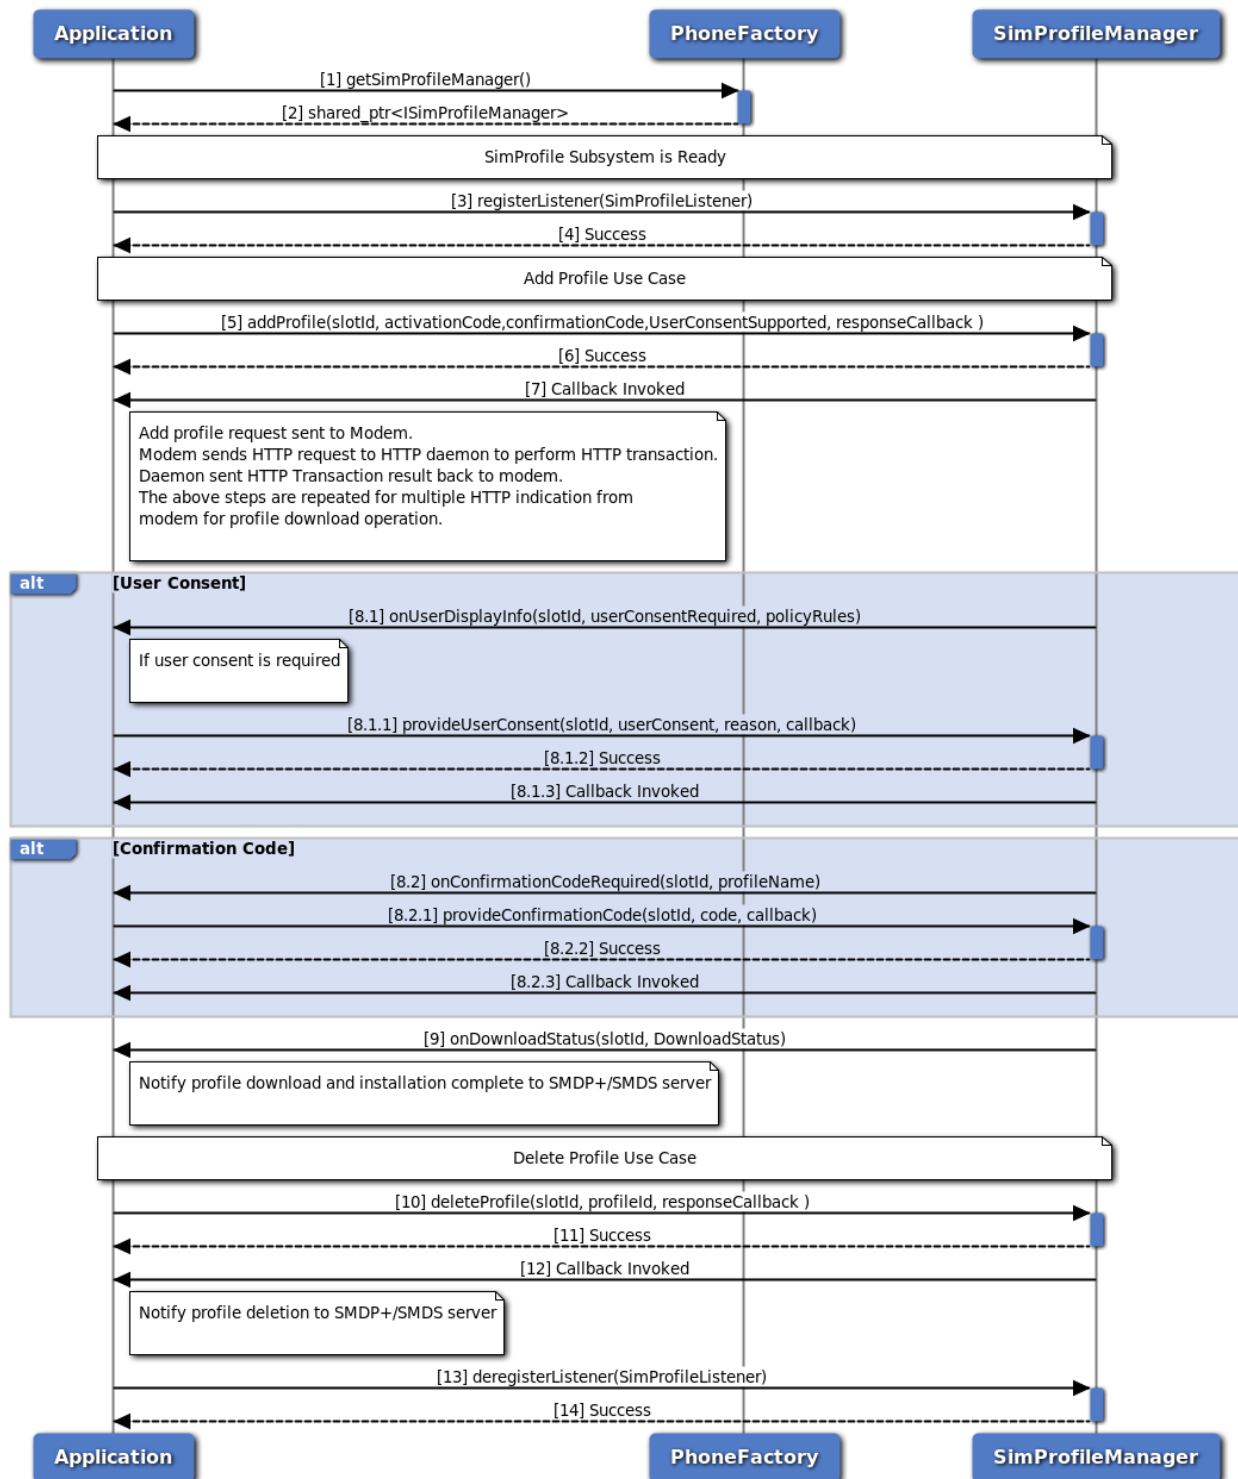 Application
PhoneFactory
SimProfileManager
[1] getSimProfileManager()
[2] shared_ptr<ISimProfileManager>
SimProfile Subsystem is Ready
[3] registerListener(SimProfileListener)
[4] Success
Add Profile Use Case
[5] addProfile(slotId, activationCode,confirmationCode,UserConsentSupported, responseCallback )
[6] Success
[7] Callback Invoked
Add profile request sent to Modem.
Modem sends HTTP request to HTTP daemon to perform HTTP transaction.
Daemon sent HTTP Transaction result back to modem.
The above steps are repeated for multiple HTTP indication from
modem for profile download operation.
alt [User Consent]
[8.1] onUserDisplayInfo(slotId, userConsentRequired, policyRules)
If user consent is required
[8.1.1] provideUserConsent(slotId, userConsent, reason, callback)
[8.1.2] Success
[8.1.3] Callback Invoked
alt [Confirmation Code]
[8.2] onConfirmationCodeRequired(slotId, profileName)
[8.2.1] provideConfirmationCode(slotId, code, callback)
[8.2.2] Success
[8.2.3] Callback Invoked
[9] onDownloadStatus(slotId, DownloadStatus)
Notify profile download and installation complete to SMDP+/SMDS server
Delete Profile Use Case
[10] deleteProfile(slotId, profileId, responseCallback )
[11] Success
[12] Callback Invoked
Notify profile deletion to SMDP+/SMDS server
[13] deregisterListener(SimProfileListener)
[14] Success
Application
PhoneFactory
SimProfileManager